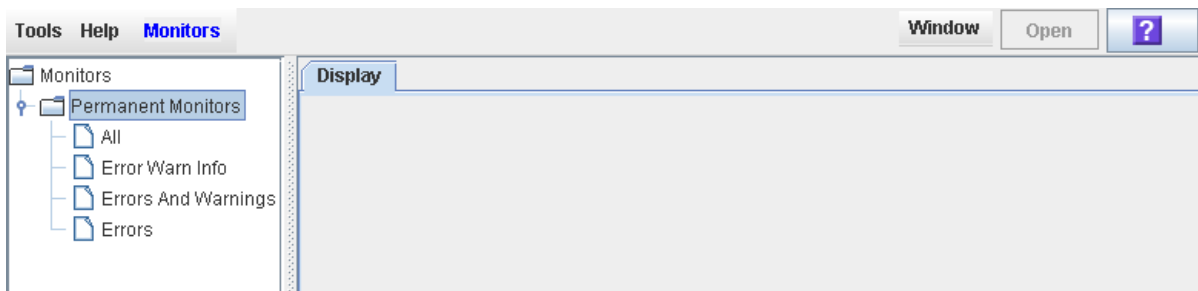 Tools Help Monitors Window Open ?
Monitors
Display
Permanent Monitors
All
Error Warn Info
Errors And Warnings
Errors